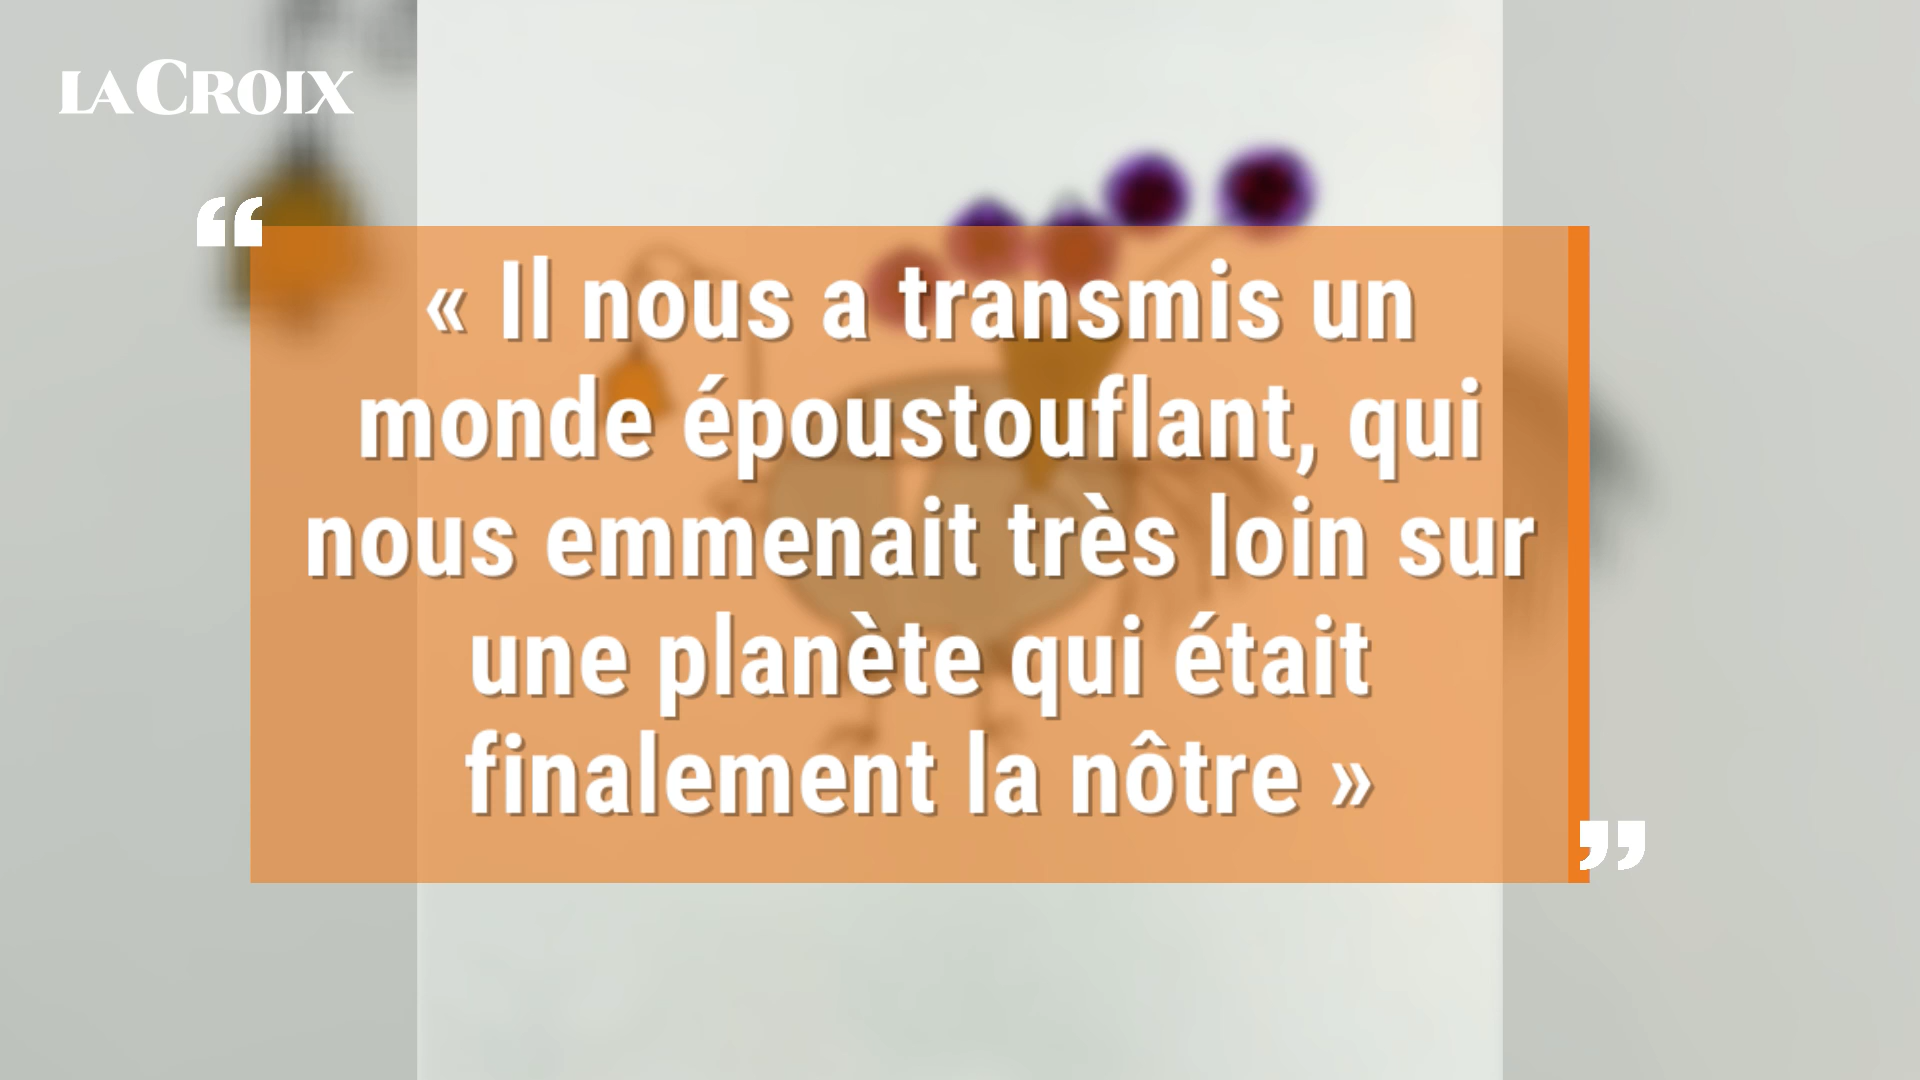 LA CROIX
“
« Il nous a transmis un
monde époustouflant, qui
nous emmenait très loin sur
une planète qui était
finalement la nôtre »
”